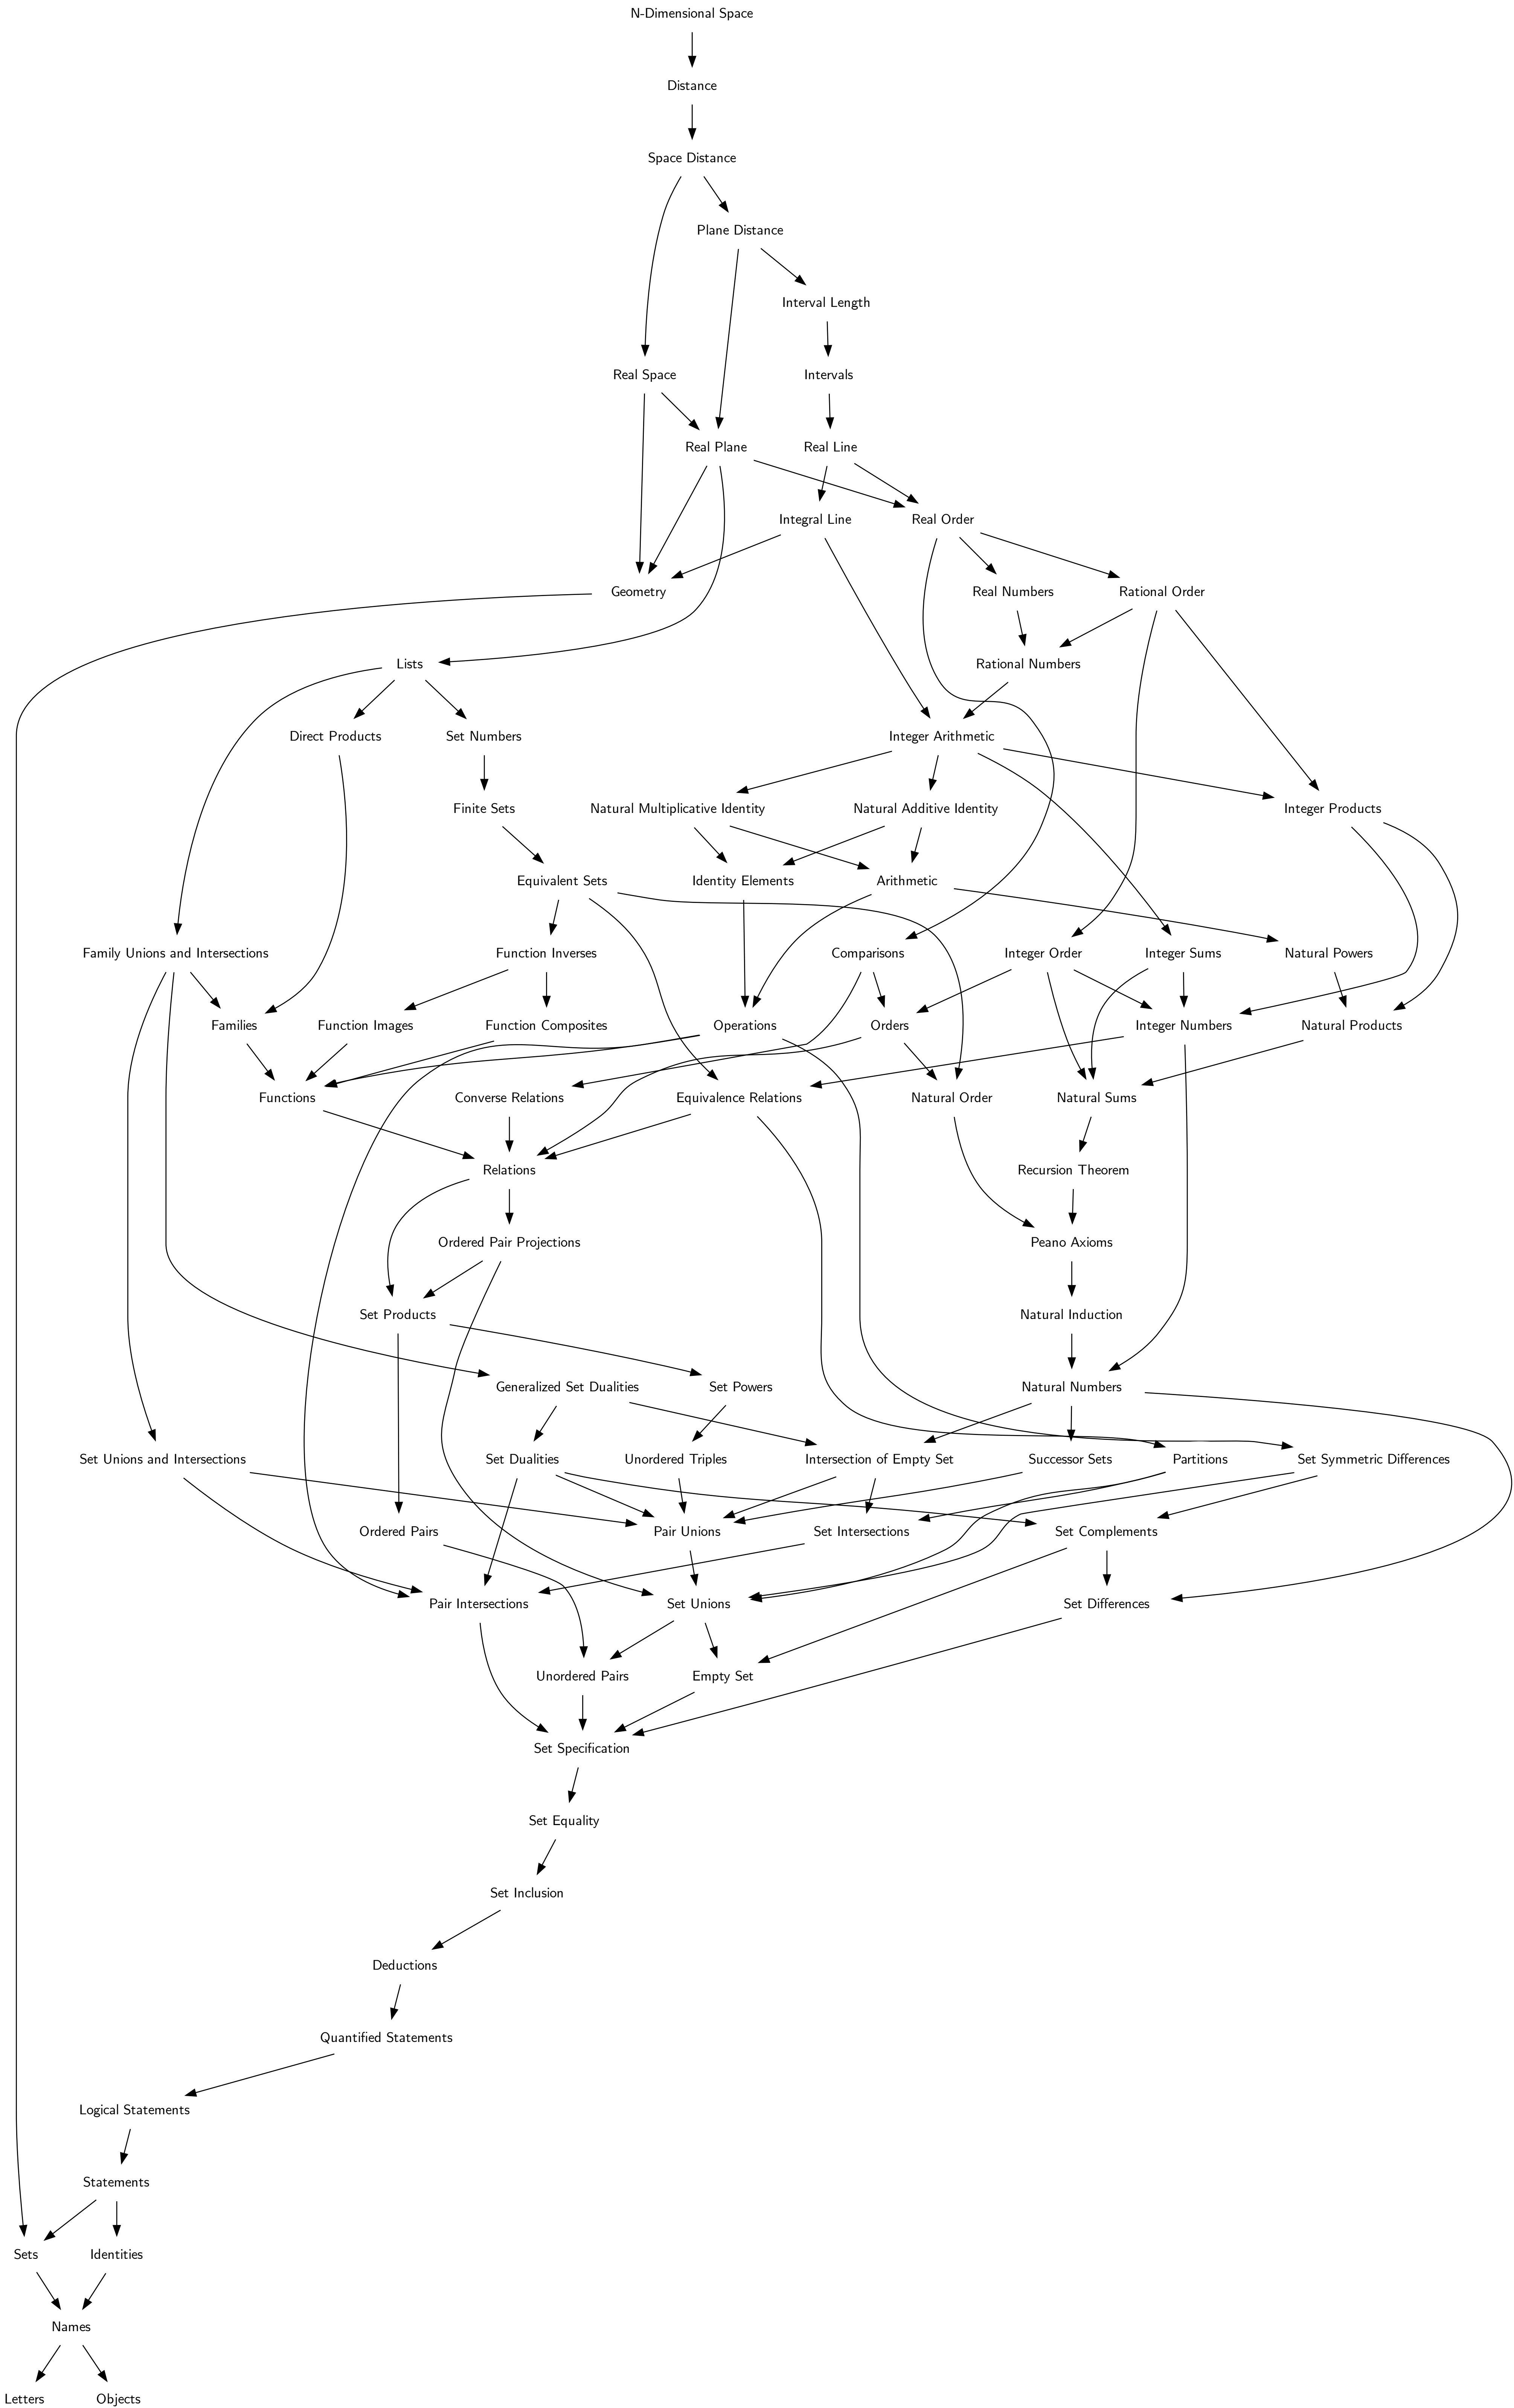 N-Dimensional Space
Distance
Space Distance
Plane Distance
Interval Length
Real Space
Intervals
Real Plane
Real Line
Integral Line
Real Order
Geometry
Real Numbers
Rational Order
Lists
Rational Numbers
Direct Products
Set Numbers
Integer Arithmetic
Finite Sets
Natural Multiplicative Identity
Natural Additive Identity
Integer Products
Equivalent Sets
Identity Elements
Arithmetic
Family Unions and Intersections
Function Inverses
Comparisons
Integer Order
Integer Sums
Natural Powers
Families
Function Images
Function Composites
Operations
Orders
Integer Numbers
Natural Products
Functions
Converse Relations
Equivalence Relations
Natural Order
Natural Sums
Relations
Recursion Theorem
Ordered Pair Projections
Peano Axioms
Set Products
Natural Induction
Generalized Set Dualities
Set Powers
Natural Numbers
Set Unions and Intersections
Set Dualities
Unordered Triples
Intersection of Empty Set
Successor Sets
Partitions
Set Symmetric Differences
Ordered Pairs
Pair Unions
Set Intersections
Set Complements
Pair Intersections
Set Unions
Set Differences
Unordered Pairs
Empty Set
Set Specification
Set Equality
Set Inclusion
Deductions
Quantified Statements
Logical Statements
Statements
Sets
Identities
Names
Letters
Objects